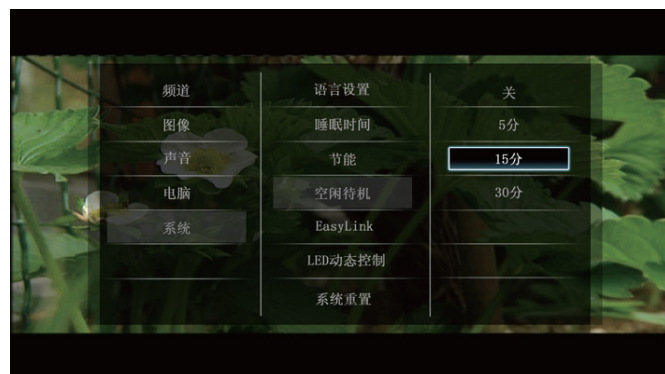 频道
图像
声音
电脑
系统
语言设置
睡眠时间
节能
空闲待机
EasyLink
LED动态控制
系统重置
关
5分
15分
30分